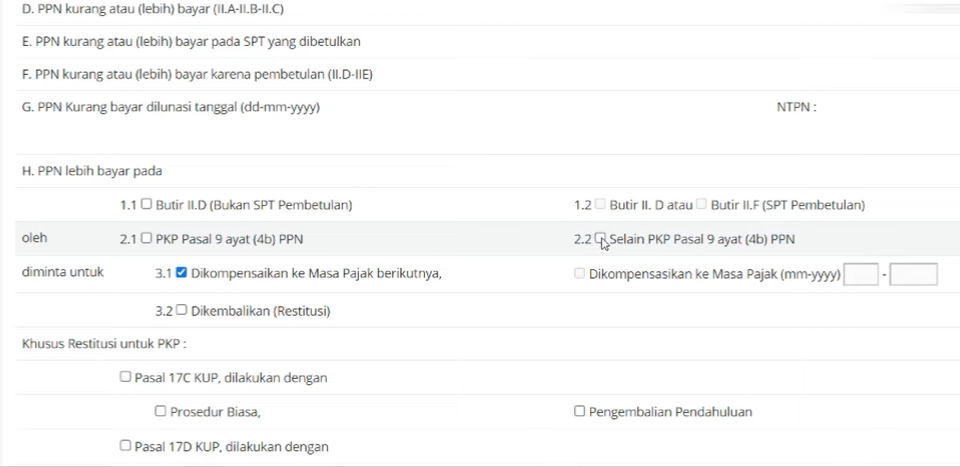 D. PPN kurang atau (lebih) bayar (II.A-II.B-II.C)
E. PPN kurang atau (lebih) bayar pada SPT yang dibetulkan
F. PPN kurang atau (lebih) bayar karena pembetulan (II.D-IIE)
G. PPN Kurang bayar dilunasi tanggal (dd-mm-yyyy) NTPN :
H. PPN lebih bayar pada
1.1 Butir II.D (Bukan SPT Pembetulan) 1.2 Butir II. D atau Butir II.F (SPT Pembetulan)
oleh 2.1 PKP Pasal 9 ayat (4b) PPN 2.2 Selain PKP Pasal 9 ayat (4b) PPN
diminta untuk 3.1 Dikompensaikan ke Masa Pajak berikutnya, Dikompensasikan ke Masa Pajak (mm-yyyy) -
3.2 Dikembalikan (Restitusi)
Khusus Restitusi untuk PKP :
Pasal 17C KUP, dilakukan dengan
Prosedur Biasa, Pengembalian Pendahuluan
Pasal 17D KUP, dilakukan dengan